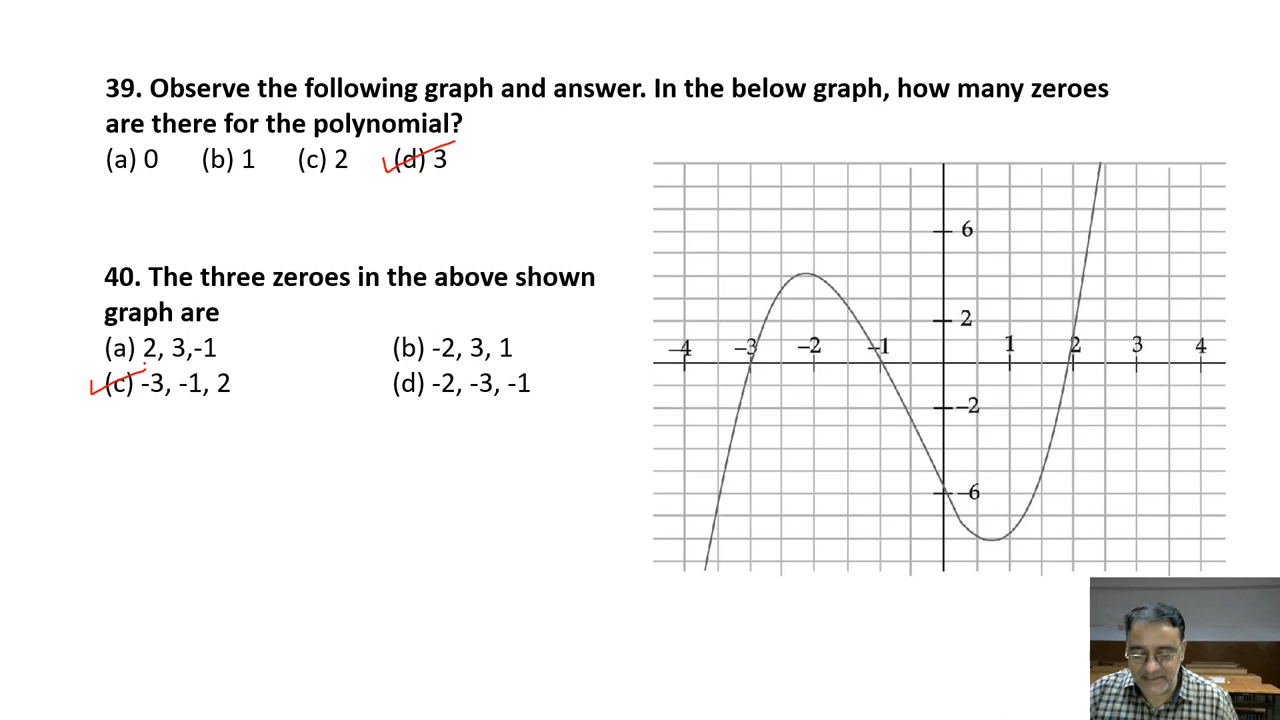 39. Observe the following graph and answer. In the below graph, how many zeroes
are there for the polynomial?
(a) 0 (b) 1 (c) 2 (d) 3
40. The three zeroes in the above shown
graph are
(a) 2, 3,-1 (b) -2, 3, 1
(c) -3, -1, 2 (d) -2, -3, -1
6
2
-4 -3 -2 -1 1 2 3 4
-2
-6